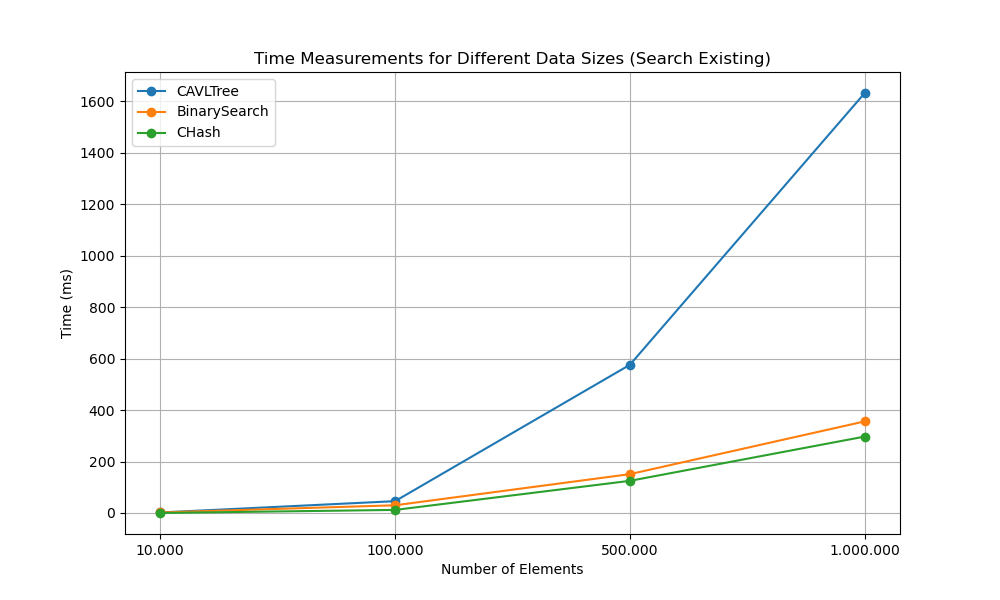 Time Measurements for Different Data Sizes (Search Existing)
CAVLTree
BinarySearch
CHash
1600
1400
1200
1000
800
600
400
200
0
Time (ms)
10.000
100.000
500.000
1.000.000
Number of Elements